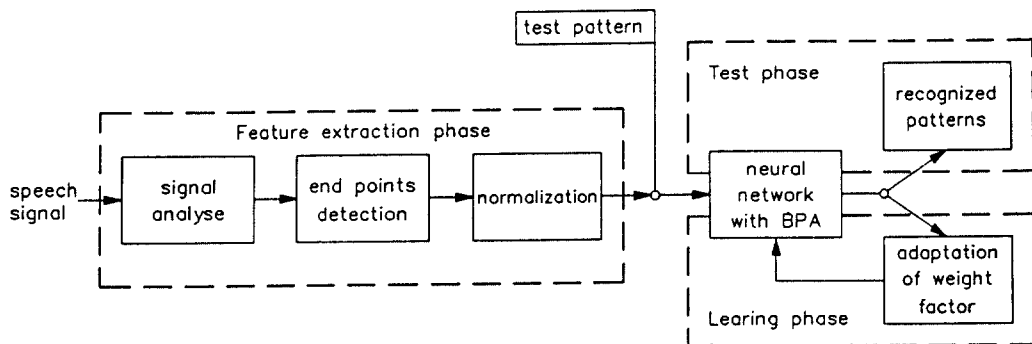 test pattern
Test phase
recognized
patterns
Feature extraction phase
speech
signal
signal
analyse
end points
detection
normalization
neural
network
with BPA
adaptation
of weight
factor
Learing phase